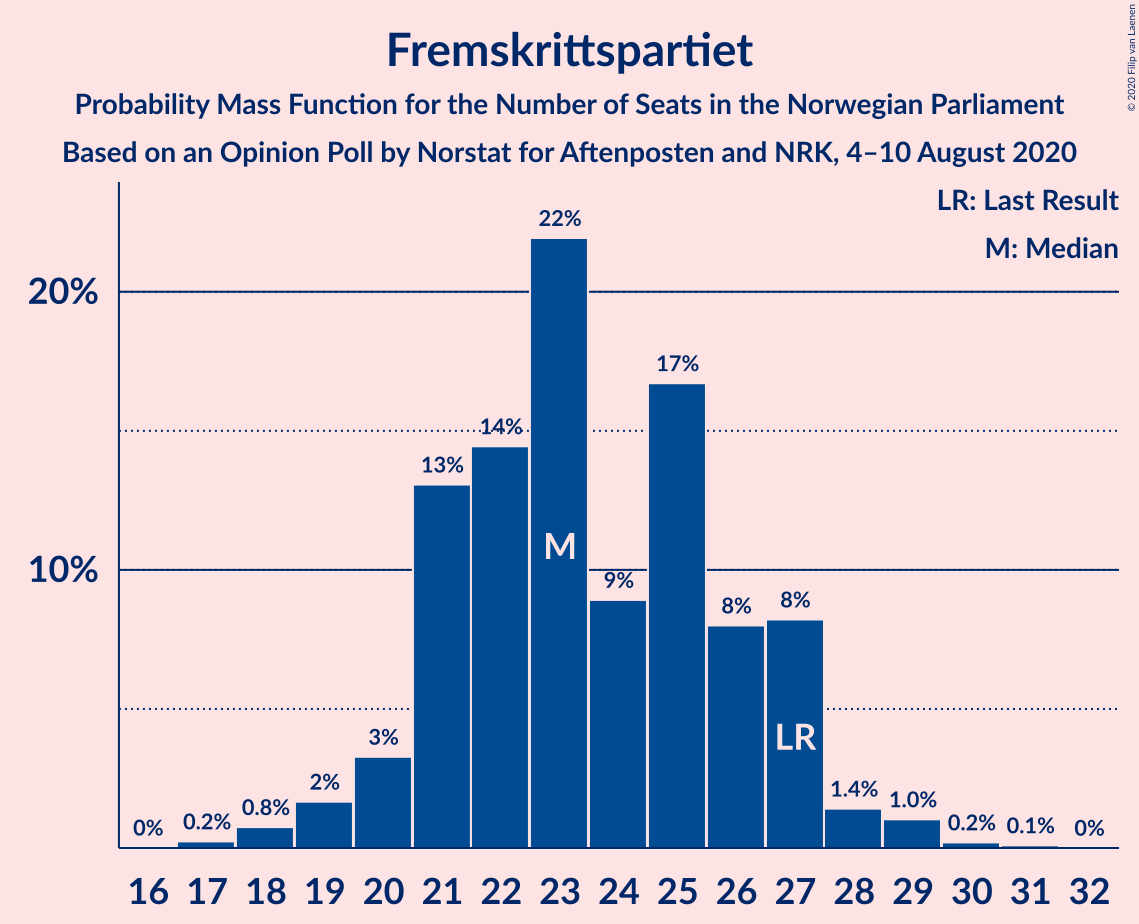 Fremskrittspartiet
Probability Mass Function for the Number of Seats in the Norwegian Parliament
Based on an Opinion Poll by Norstat for Aftenposten and NRK, 4–10 August 2020
© 2020 Filip van Laenen
LR: Last Result
M: Median
20%
10%
0%
0.2%
0.8%
2%
3%
13%
14%
22%
9%
17%
8%
8%
1.4%
1.0%
0.2%
0.1%
0%
M
LR
16 17 18 19 20 21 22 23 24 25 26 27 28 29 30 31 32